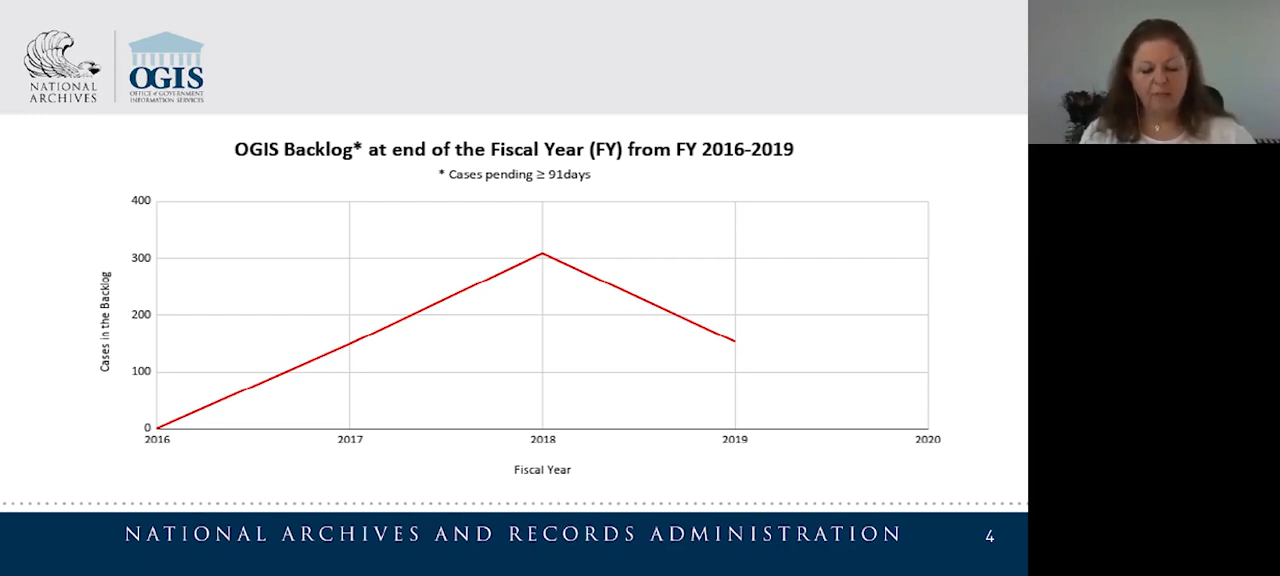 NATIONAL
ARCHIVES
OGIS
OFFICE of GOVERNMENT
INFORMATION SERVICES
OGIS Backlog* at end of the Fiscal Year (FY) from FY 2016-2019
* Cases pending ≥ 91days
400
300
200
100
0
Cases in the Backlog
2016 2017 2018 2019 2020
Fiscal Year
NATIONAL ARCHIVES AND RECORDS ADMINISTRATION
4